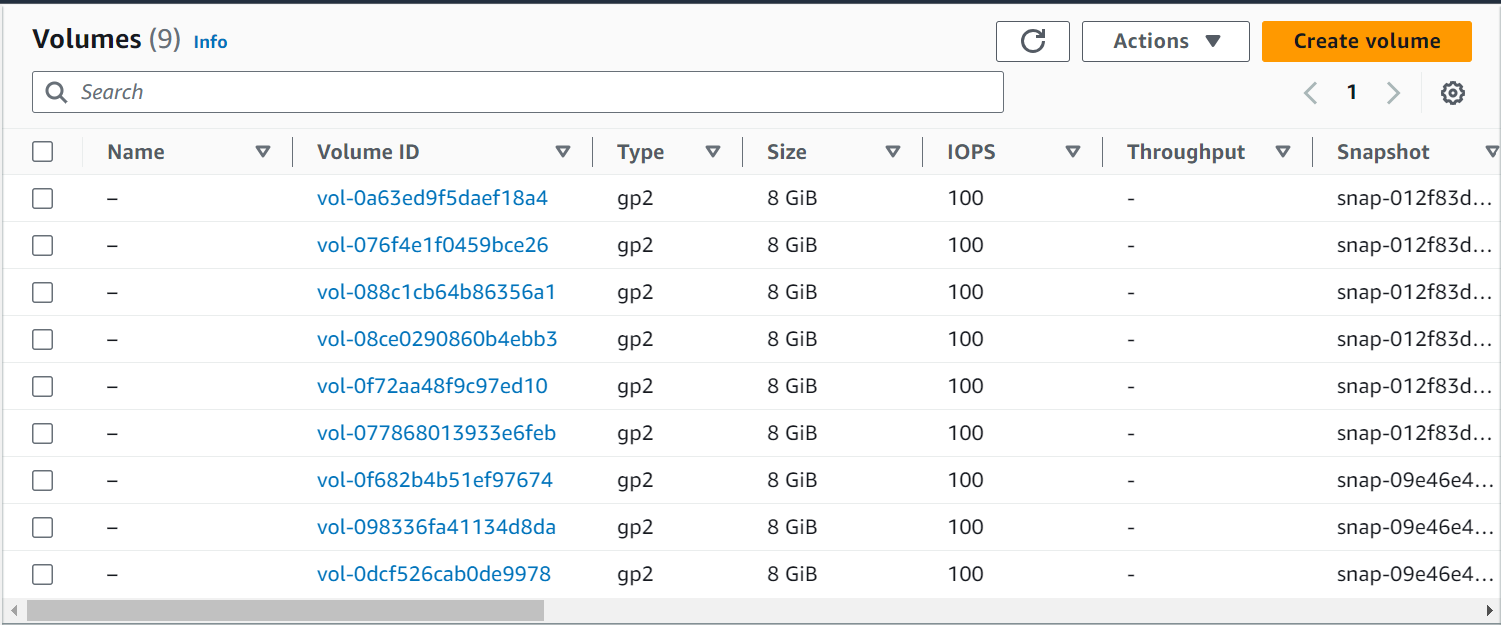 Volumes (9) Info
Actions
Create volume
Search
1
Name Volume ID Type Size IOPS Throughput Snapshot
– vol-0a63ed9f5daef18a4 gp2 8 GiB 100 - snap-012f83d...
– vol-076f4e1f0459bce26 gp2 8 GiB 100 - snap-012f83d...
– vol-088c1cb64b86356a1 gp2 8 GiB 100 - snap-012f83d...
– vol-08ce0290860b4ebb3 gp2 8 GiB 100 - snap-012f83d...
– vol-0f72aa48f9c97ed10 gp2 8 GiB 100 - snap-012f83d...
– vol-077868013933e6feb gp2 8 GiB 100 - snap-012f83d...
– vol-0f682b4b51ef97674 gp2 8 GiB 100 - snap-09e46e4...
– vol-098336fa41134d8da gp2 8 GiB 100 - snap-09e46e4...
– vol-0dcf526cab0de9978 gp2 8 GiB 100 - snap-09e46e4...